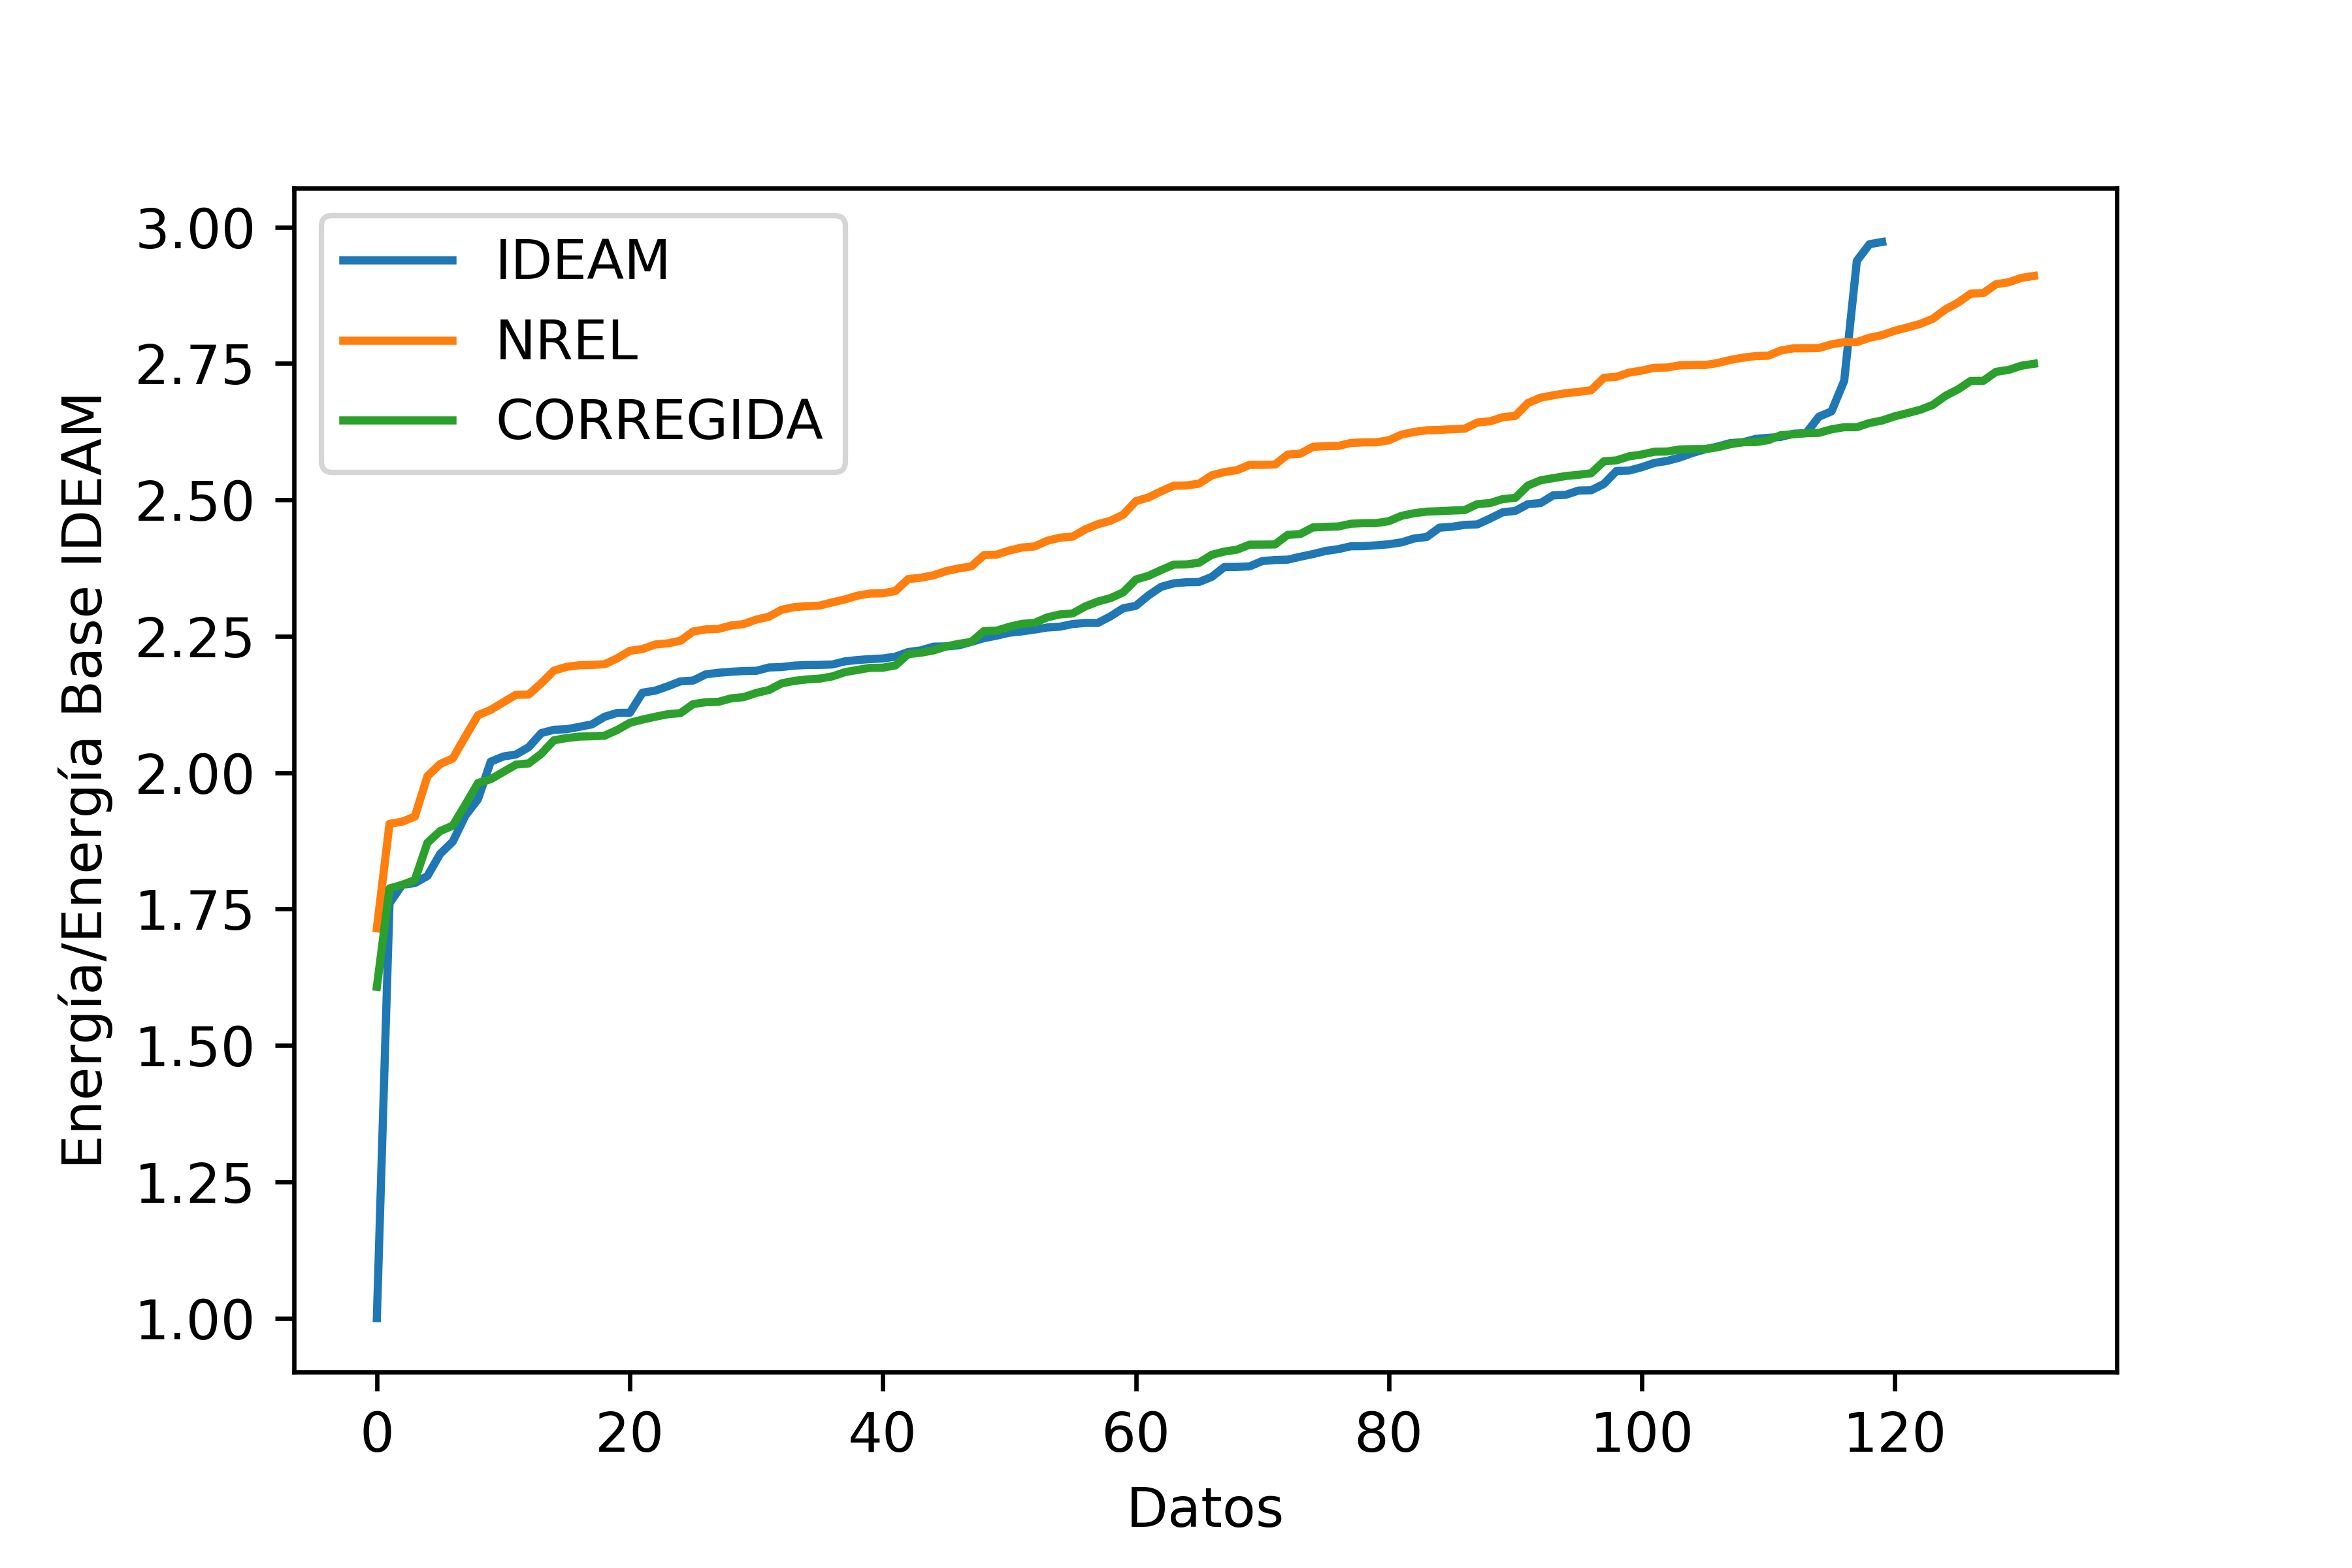 IDEAM
NREL
CORREGIDA
3.00
2.75
2.50
2.25
2.00
1.75
1.50
1.25
1.00
Energía/Energía Base IDEAM
0 20 40 60 80 100 120
Datos